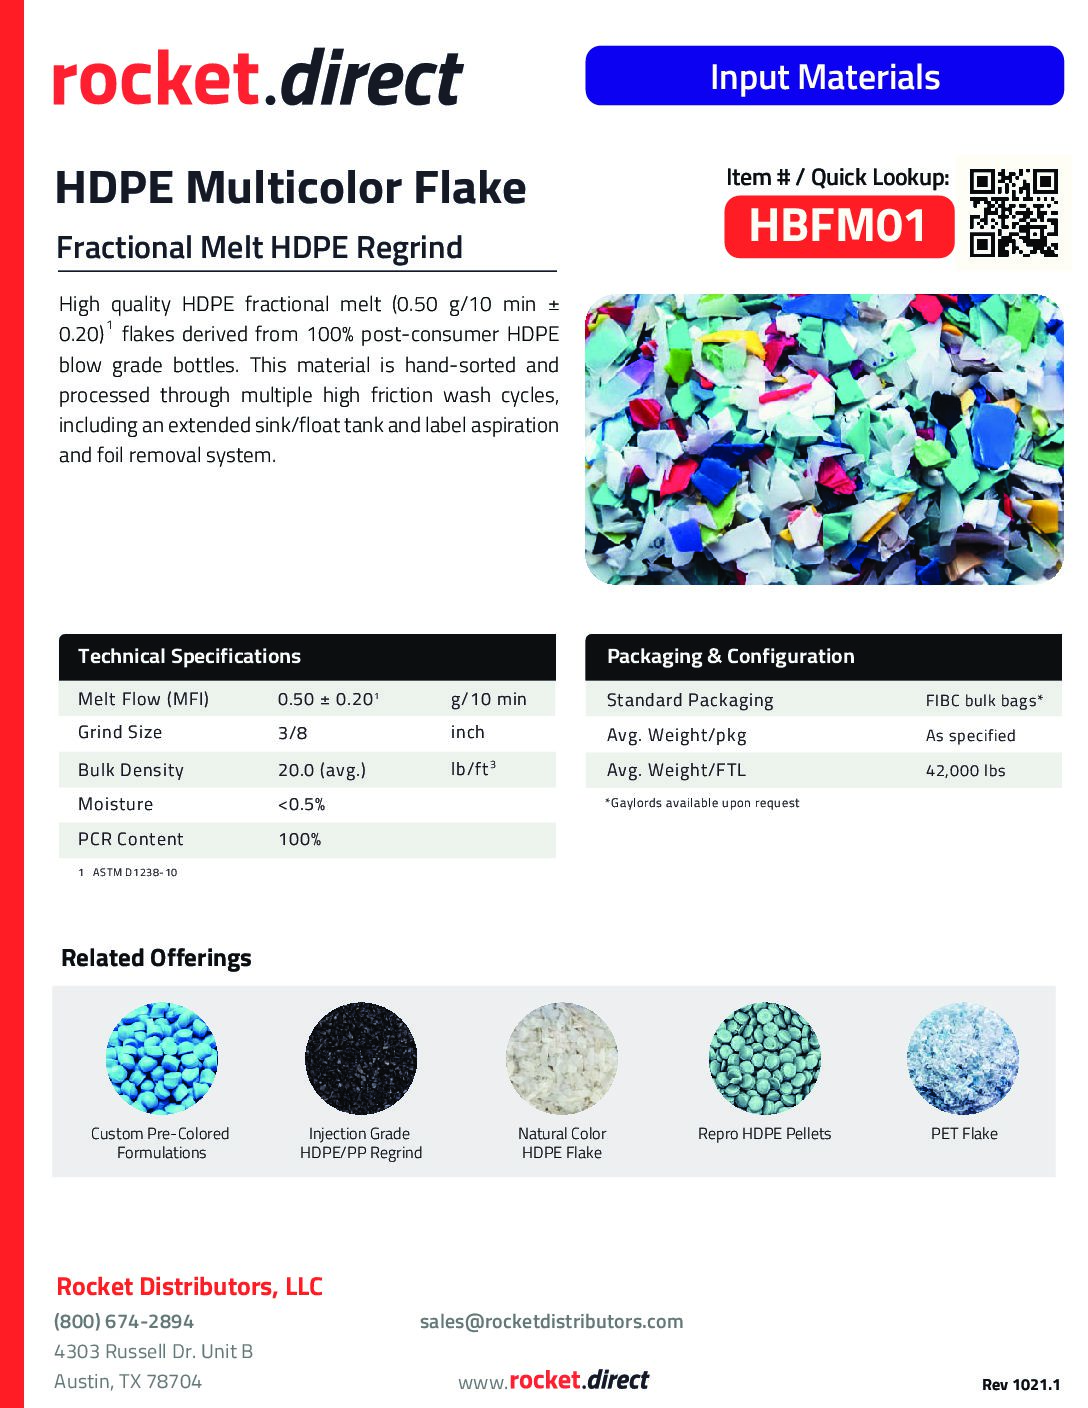 rocket.direct
Input Materials
HDPE Multicolor Flake
Item # / Quick Lookup:
HBFM01
Fractional Melt HDPE Regrind
High quality HDPE fractional melt (0.50 g/10 min ±
0.20)1 flakes derived from 100% post-consumer HDPE
blow grade bottles. This material is hand-sorted and
processed through multiple high friction wash cycles,
including an extended sink/float tank and label aspiration
and foil removal system.
Technical Specifications
Melt Flow (MFI) 0.50 ± 0.20¹ g/10 min
Grind Size 3/8 inch
Bulk Density 20.0 (avg.) lb/ft³
Moisture <0.5%
PCR Content 100%
1 ASTM D1238-10
Packaging & Configuration
Standard Packaging FIBC bulk bags*
Avg. Weight/pkg As specified
Avg. Weight/FTL 42,000 lbs
*Gaylords available upon request
Related Offerings
Custom Pre-Colored
Formulations
Injection Grade
HDPE/PP Regrind
Natural Color
HDPE Flake
Repro HDPE Pellets
PET Flake
Rocket Distributors, LLC
(800) 674-2894
sales@rocketdistributors.com
4303 Russell Dr. Unit B
Austin, TX 78704
www.rocket.direct
Rev 1021.1